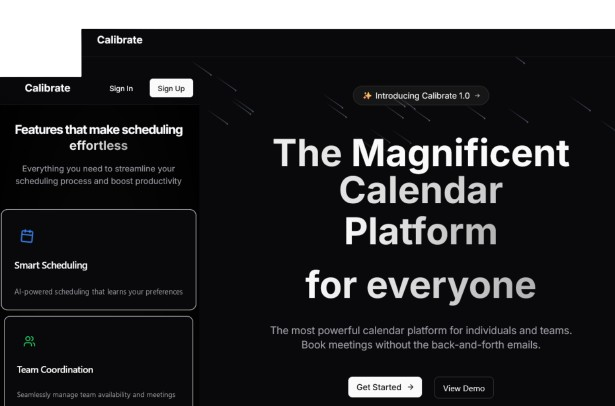 Calibrate
✨ Introducing Calibrate 1.0 →
The Magnificent
Calendar
Platform
for everyone
The most powerful calendar platform for individuals and teams.
Book meetings without the back-and-forth emails.
Get Started →
View Demo
Calibrate
Sign In
Sign Up
Features that make scheduling
effortless
Everything you need to streamline your
scheduling process and boost productivity
Smart Scheduling
AI-powered scheduling that learns your preferences
Team Coordination
Seamlessly manage team availability and meetings